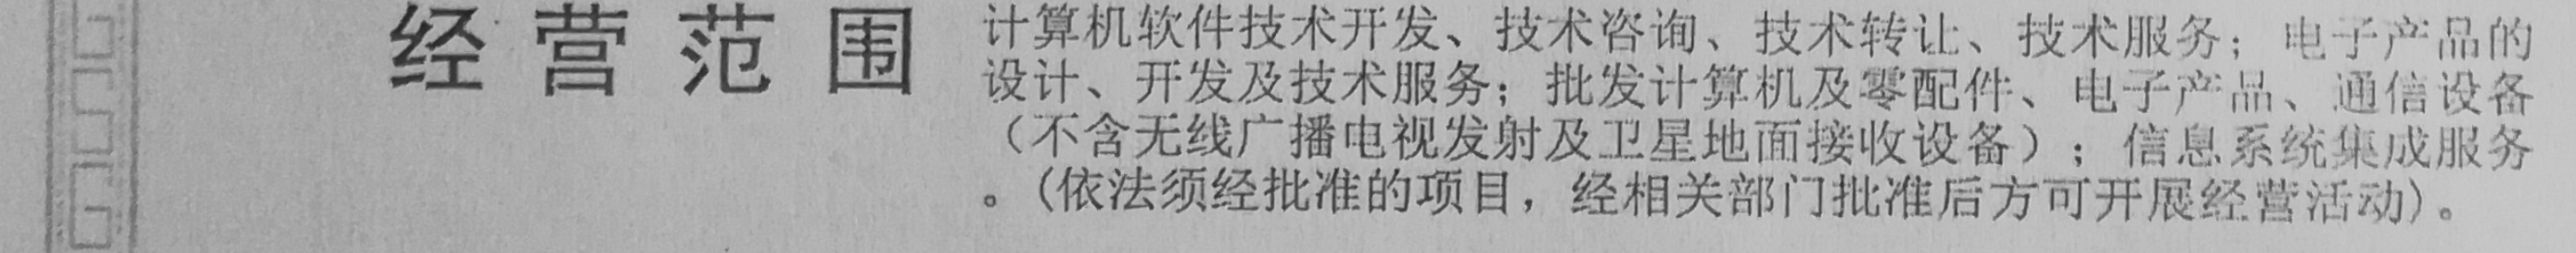 经营范围 计算机软件技术开发、技术咨询、技术转让、技术服务；电子产品的
设计、开发及技术服务；批发计算机及零配件、电子产品、通信设备
（不含无线广播电视发射及卫星地面接收设备）；信息系统集成服务
。(依法须经批准的项目，经相关部门批准后方可开展经营活动)。